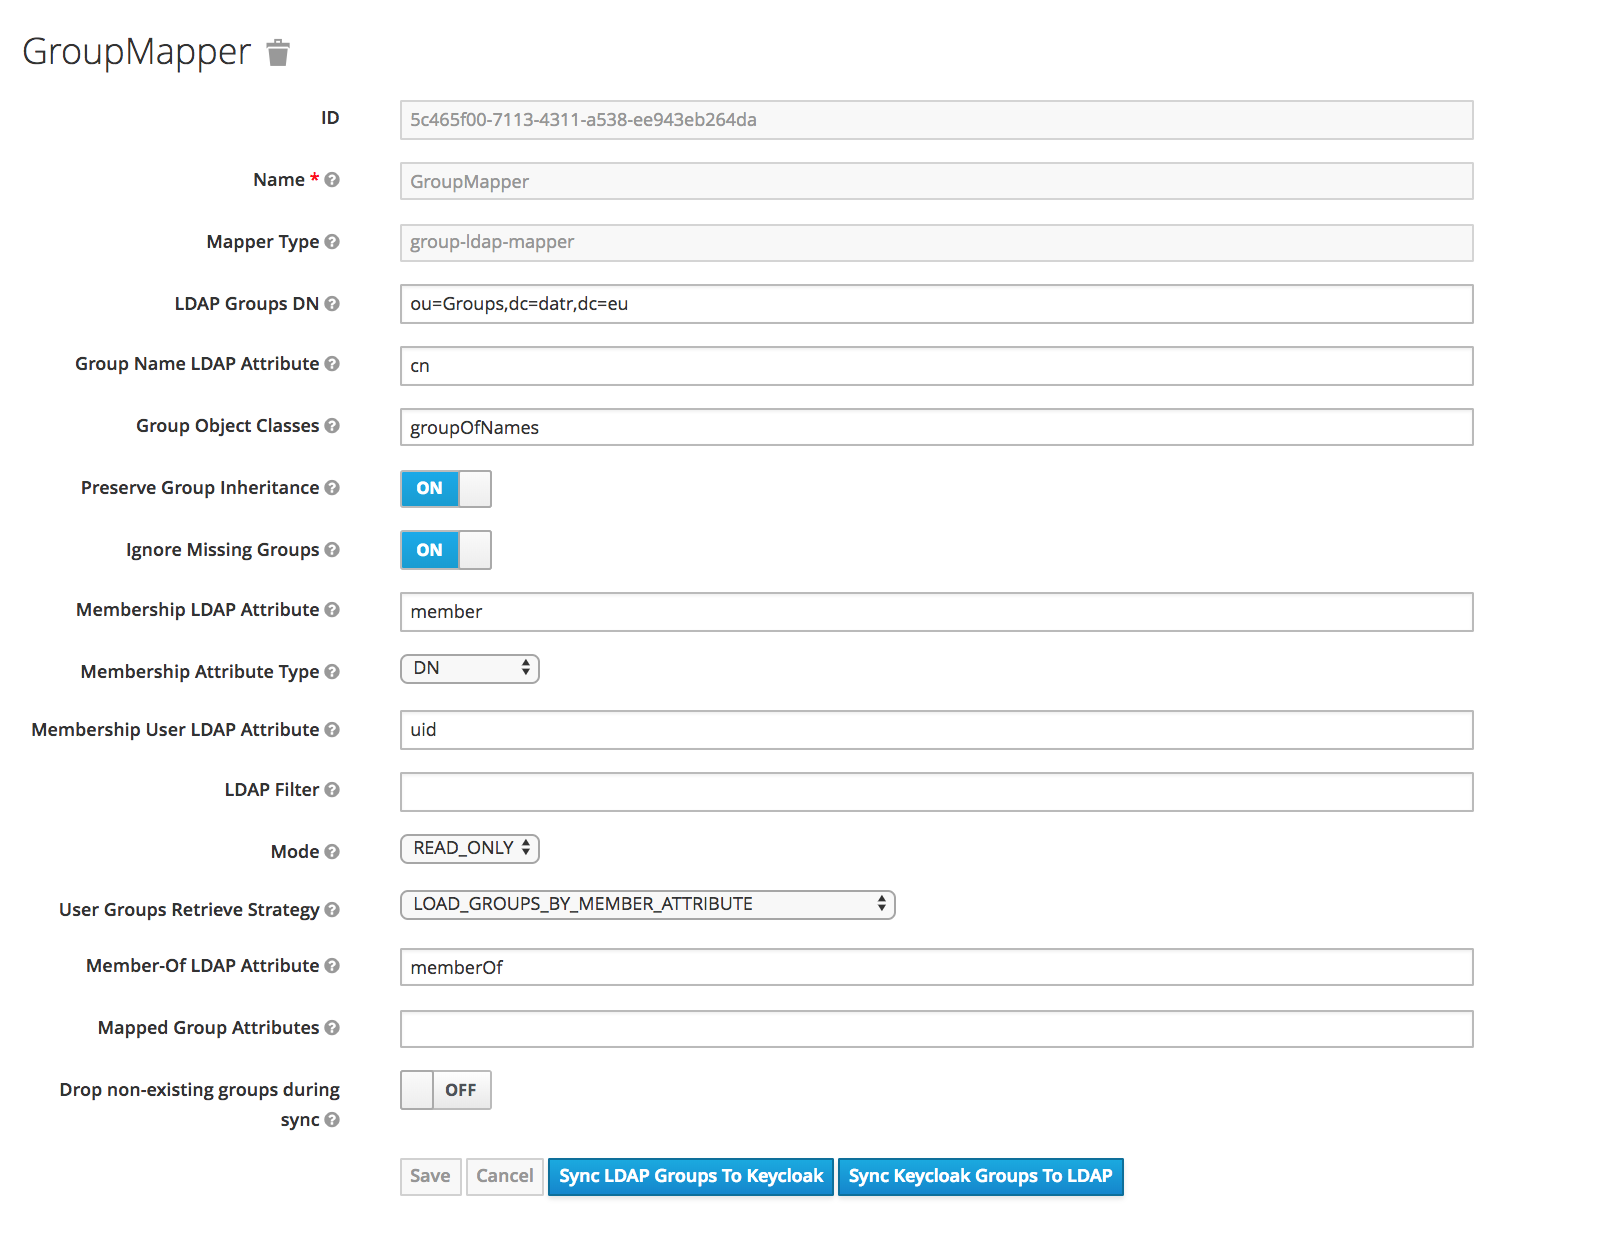 GroupMapper
ID 5c465f00-7113-4311-a538-ee943eb264da
Name * GroupMapper
Mapper Type group-ldap-mapper
LDAP Groups DN ou=Groups,dc=datr,dc=eu
Group Name LDAP Attribute cn
Group Object Classes groupOfNames
Preserve Group Inheritance ON
Ignore Missing Groups ON
Membership LDAP Attribute member
Membership Attribute Type DN
Membership User LDAP Attribute uid
LDAP Filter
Mode READ_ONLY
User Groups Retrieve Strategy LOAD_GROUPS_BY_MEMBER_ATTRIBUTE
Member-Of LDAP Attribute memberOf
Mapped Group Attributes
Drop non-existing groups during OFF
sync
Save Cancel Sync LDAP Groups To Keycloak Sync Keycloak Groups To LDAP